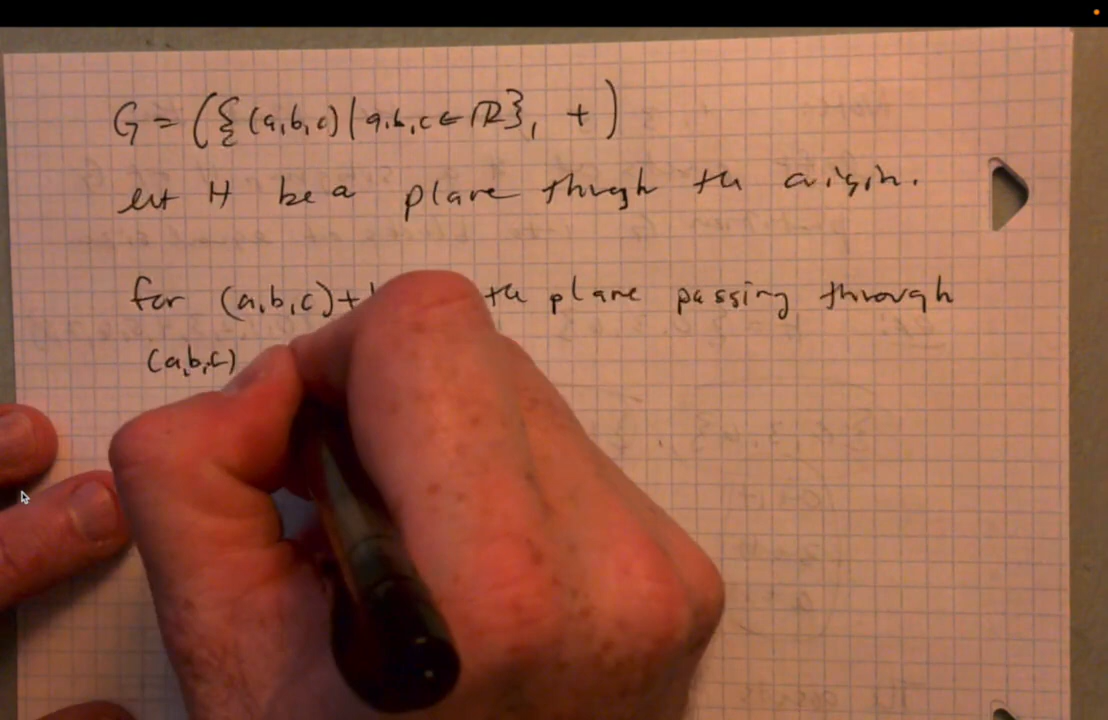 G = ({(a,b,c) | a,b,c ∈ ℝ}, +)
let H be a plane through the origin.
for (a,b,c)+ the plane passing through
(a,b,c)